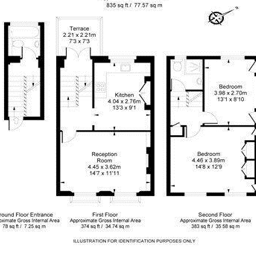 835 sq ft / 77.57 sq m
Terrace
2.21 x 2.21m
7'3 x 7'3
Kitchen
4.04 x 2.76m
13'3 x 9'1
Bedroom
3.98 x 2.70m
13'1 x 8'10
Reception
Room
4.45 x 3.62m
14'7 x 11'11
Bedroom
4.46 x 3.89m
14'8 x 12'9
round Floor Entrance
pproximate Gross Internal Area
78 sq ft / 7.25 sq m
First Floor
Approximate Gross Internal Area
374 sq ft / 34.74 sq m
Second Floor
Approximate Gross Internal Area
383 sq ft / 35.58 sq m
ILLUSTRATION FOR IDENTIFICATION PURPOSES ONLY